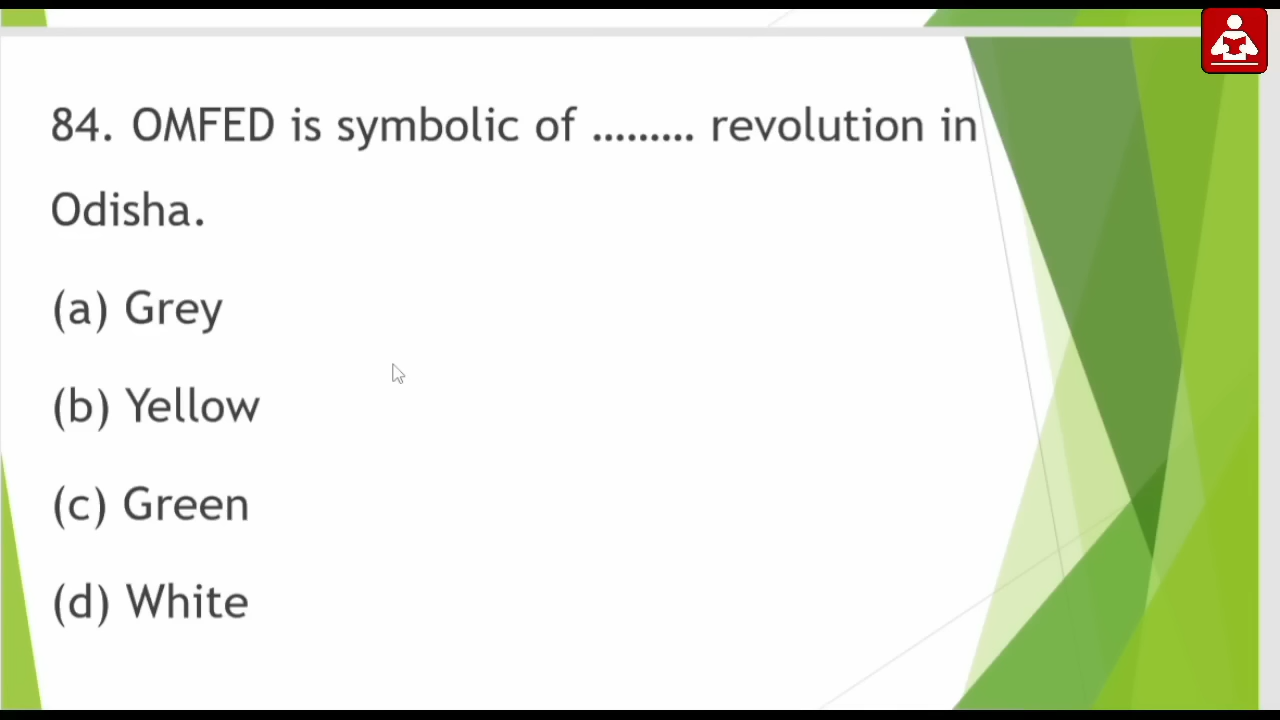 84. OMFED is symbolic of ......... revolution in
Odisha.
(a) Grey
(b) Yellow
(c) Green
(d) White